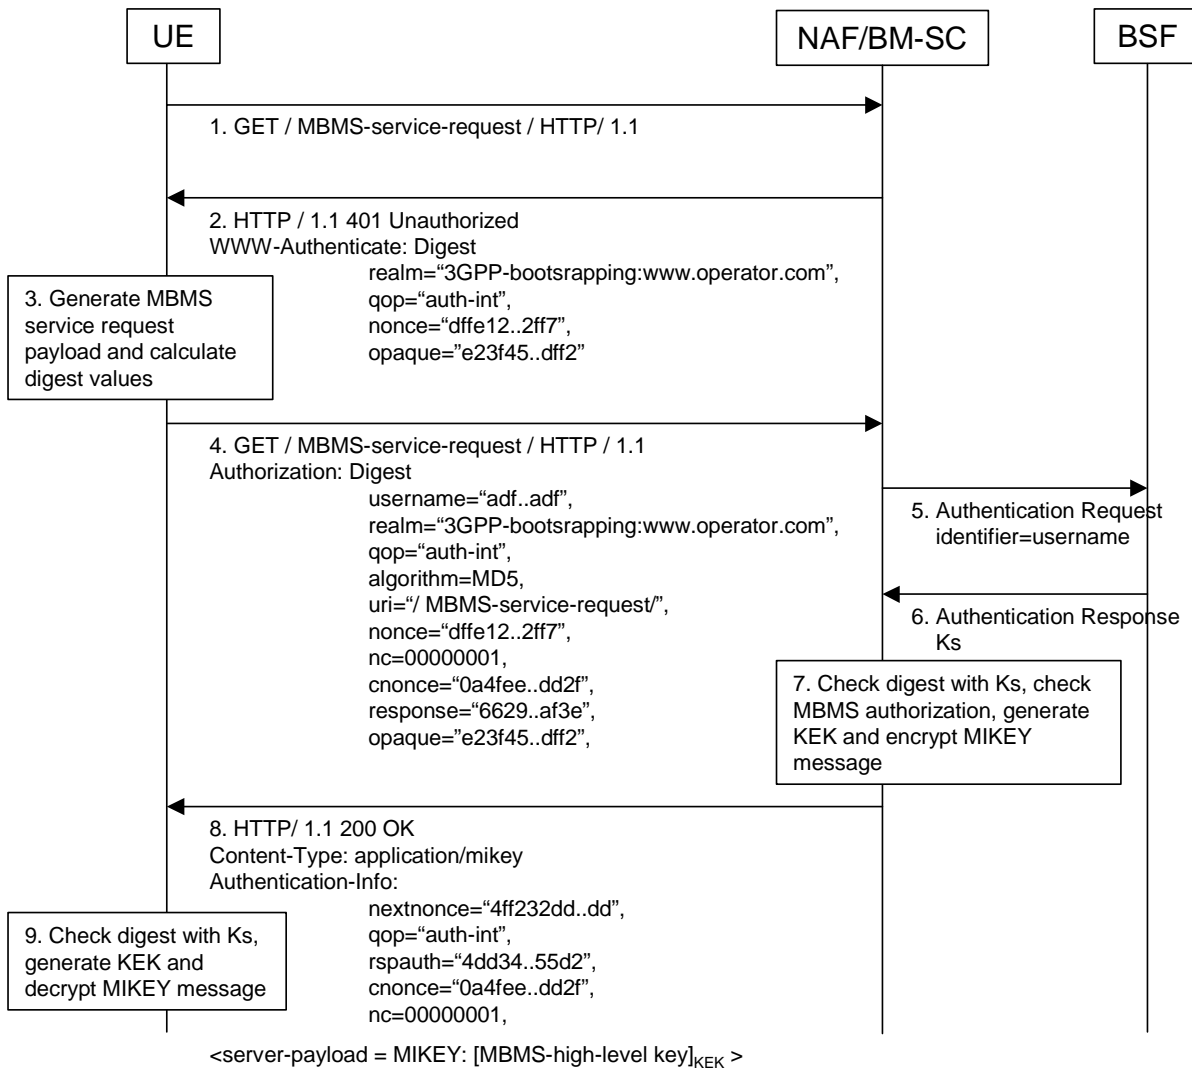 UE
NAF/BM-SC
BSF
1. GET / MBMS-service-request / HTTP/ 1.1
2. HTTP / 1.1 401 Unauthorized
WWW-Authenticate: Digest
realm=“3GPP-bootsrapping:www.operator.com”,
qop=“auth-int”,
nonce=“dffe12..2ff7”,
opaque=“e23f45..dff2”
3. Generate MBMS
service request
payload and calculate
digest values
4. GET / MBMS-service-request / HTTP / 1.1
Authorization: Digest
username=“adf..adf”,
realm=“3GPP-bootsrapping:www.operator.com”,
qop=“auth-int”,
algorithm=MD5,
uri=“/ MBMS-service-request/”,
nonce=“dffe12..2ff7”,
nc=00000001,
cnonce=“0a4fee..dd2f”,
response=“6629..af3e”,
opaque=“e23f45..dff2”,
5. Authentication Request
identifier=username
6. Authentication Response
Ks
7. Check digest with Ks, check
MBMS authorization, generate
KEK and encrypt MIKEY
message
8. HTTP/ 1.1 200 OK
Content-Type: application/mikey
Authentication-Info:
nextnonce=“4ff232dd..dd”,
qop=“auth-int”,
rspauth=“4dd34..55d2”,
cnonce=“0a4fee..dd2f”,
nc=00000001,
9. Check digest with Ks,
generate KEK and
decrypt MIKEY message
<server-payload = MIKEY: [MBMS-high-level key]KEK >